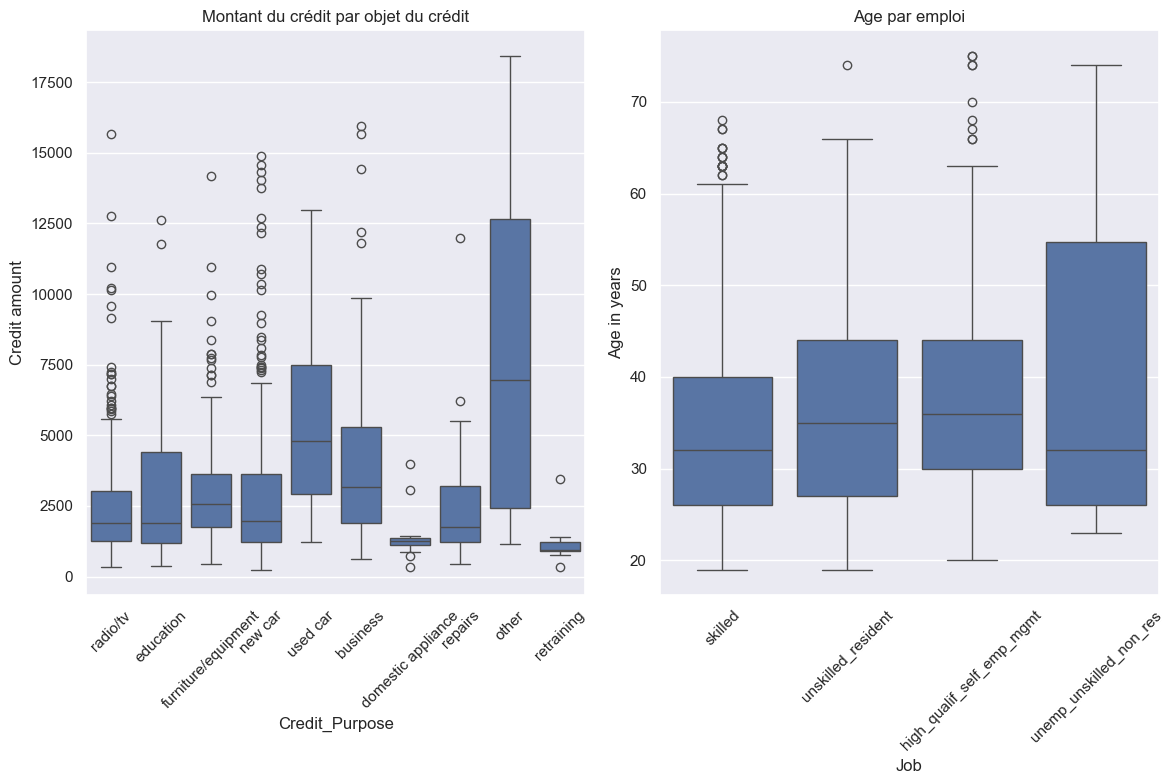 Montant du crédit par objet du crédit
Credit amount
17500
15000
12500
10000
7500
5000
2500
0
radio/tv
education
furniture/equipment
new car
used car
business
domestic appliance
repairs
other
retraining
Credit_Purpose
Age par emploi
Age in years
70
60
50
40
30
20
skilled
unskilled_resident
high_qualif_self_emp_mgmt
unemp_unskilled_non_res
Job